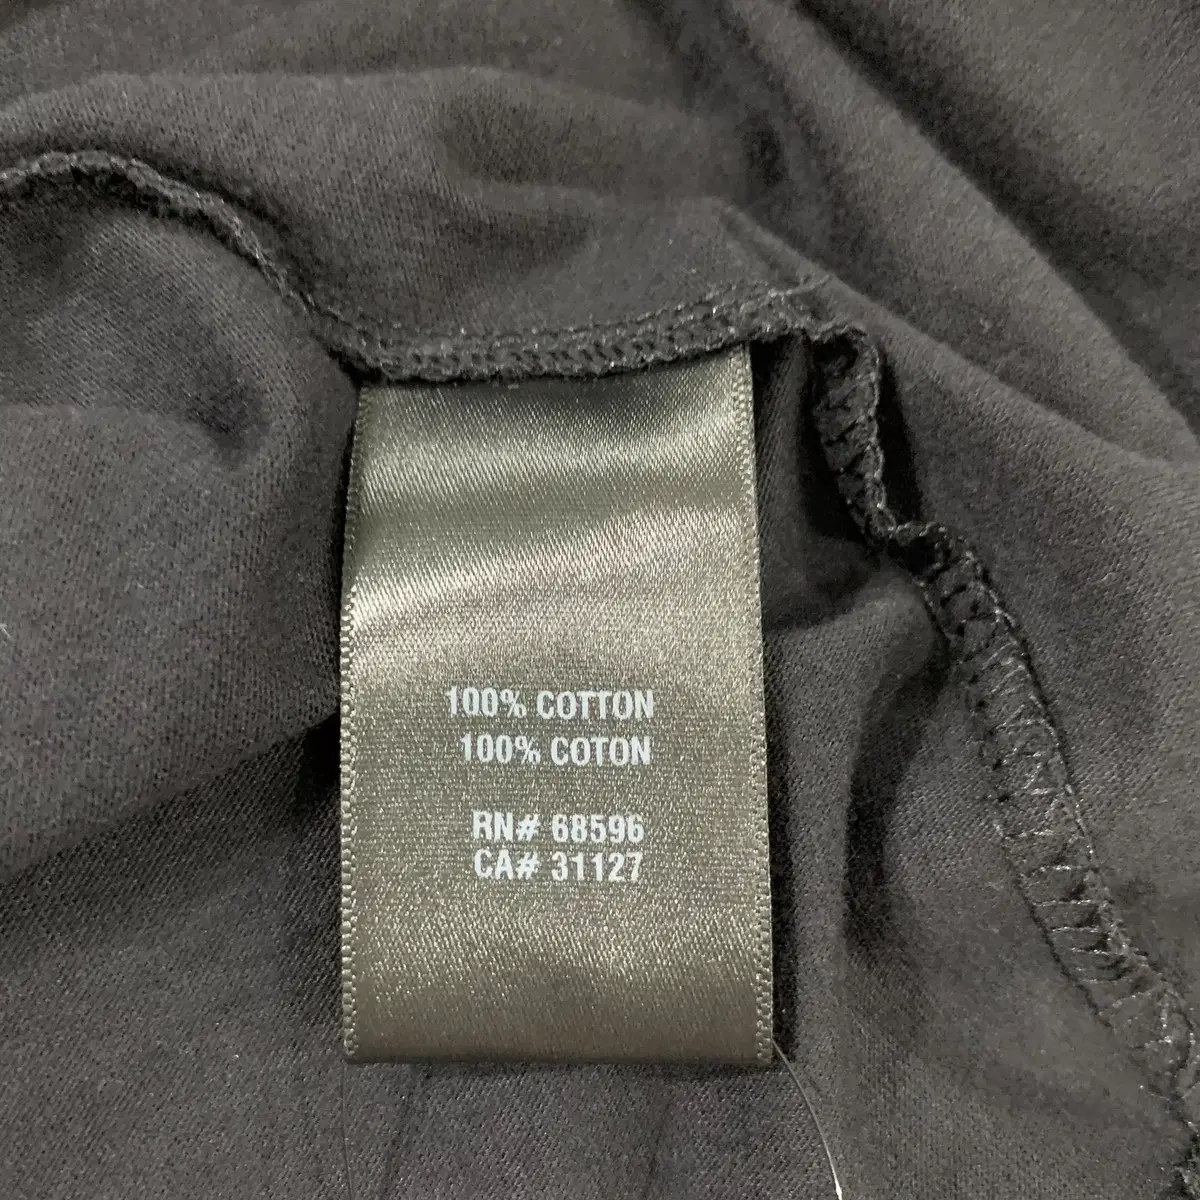 100% COTTON
100% COTON
RN# 68596
CA# 31127